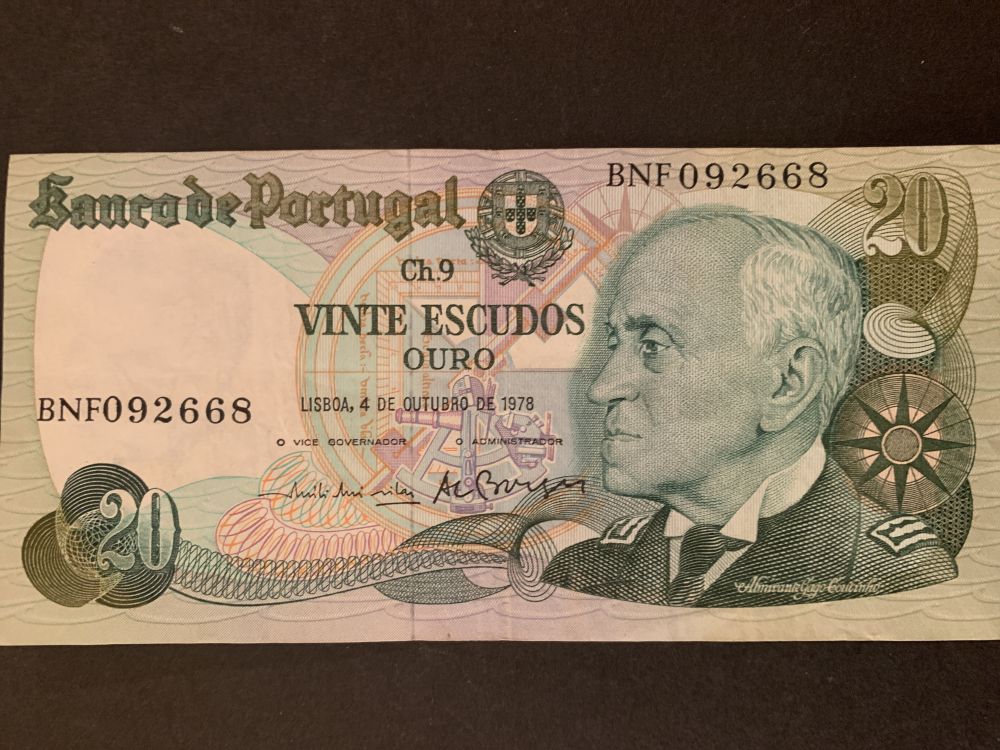 Banco de Portugal
BNF092668
20
Ch.9
VINTE ESCUDOS
OURO
BNF092668
LISBOA, 4 DE OUTUBRO DE 1978
O VICE GOVERNADOR
O ADMINISTRADOR
20
Almirante Gago Coutinho